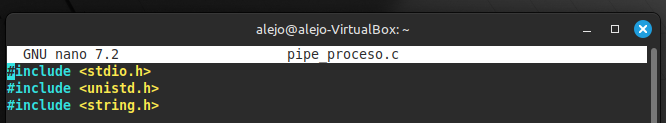 alejo@alejo-VirtualBox: ~
GNU nano 7.2 pipe_proceso.c
#include <stdio.h>
#include <unistd.h>
#include <string.h>